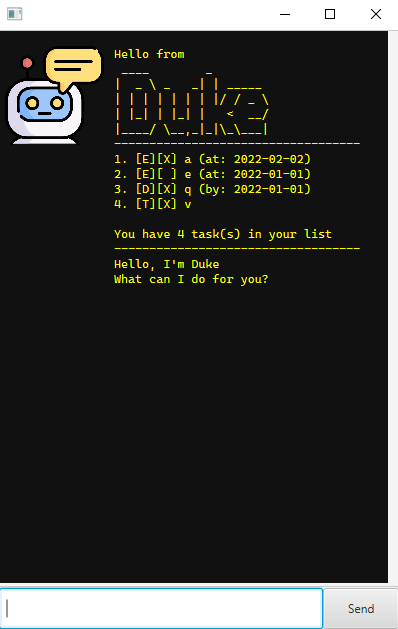 Hello from
 ____        _
|  _ \ _   _| | _____
| | | | | | | |/ / _ \
| |_| | |_| |   <  __/
|____/ \__,_|_|\_\___|
-----------------------------------
1. [E][X] a (at: 2022-02-02)
2. [E][ ] e (at: 2022-01-01)
3. [D][X] q (by: 2022-01-01)
4. [T][X] v
You have 4 task(s) in your list
-----------------------------------
Hello, I'm Duke
What can I do for you?
Send